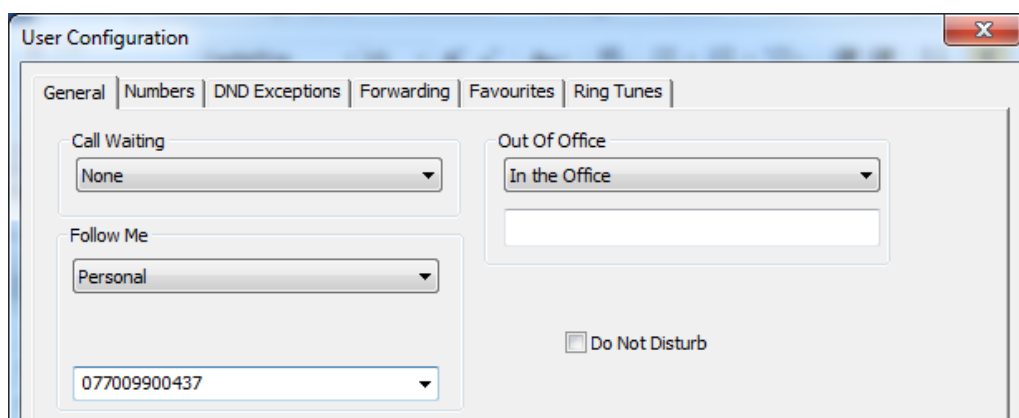 User Configuration
General Numbers DND Exceptions Forwarding Favourites Ring Tunes
Call Waiting
None
Out Of Office
In the Office
Follow Me
Personal
Do Not Disturb
077009900437